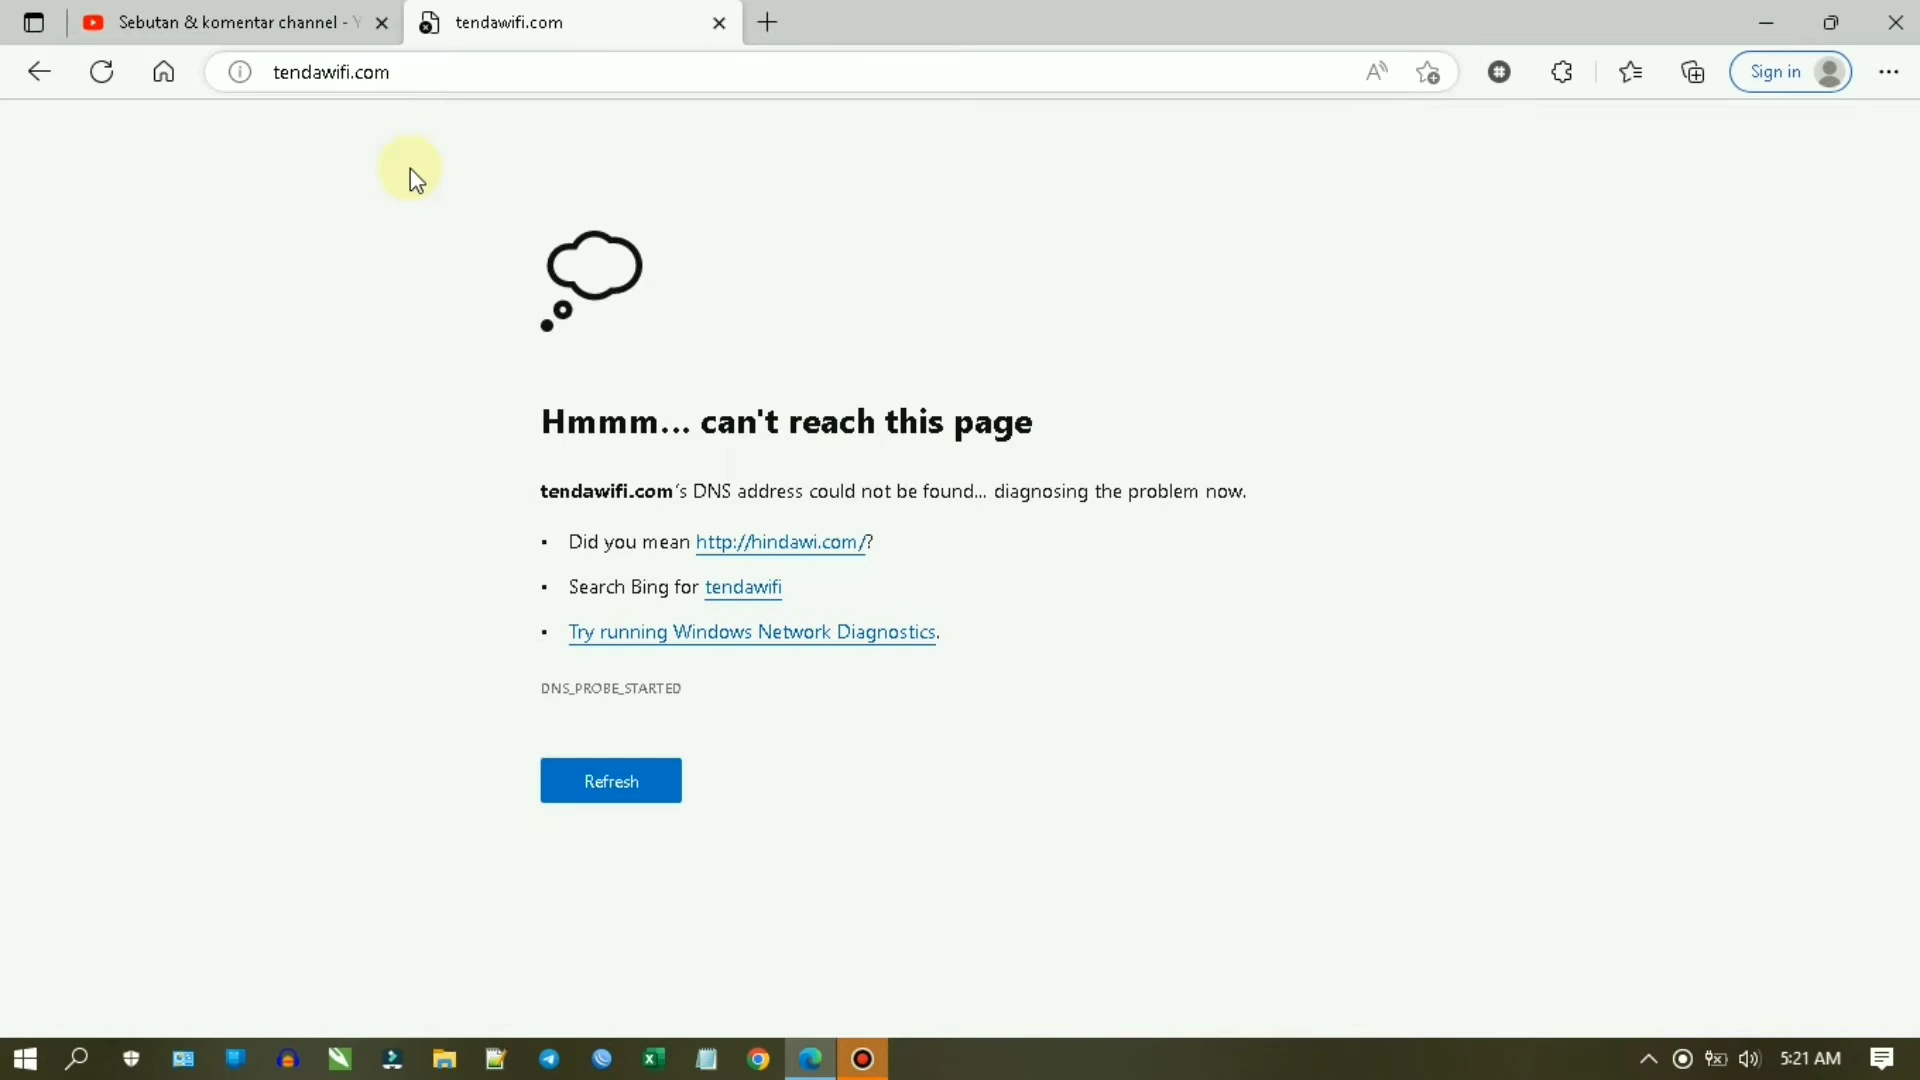 Sebutan & komentar channel - Y
tendawifi.com
tendawifi.com
Sign in
Hmmm... can't reach this page
tendawifi.com's DNS address could not be found... diagnosing the problem now.
Did you mean http://hindawi.com/?
Search Bing for tendawifi
Try running Windows Network Diagnostics.
DNS_PROBE_STARTED
Refresh
5:21 AM